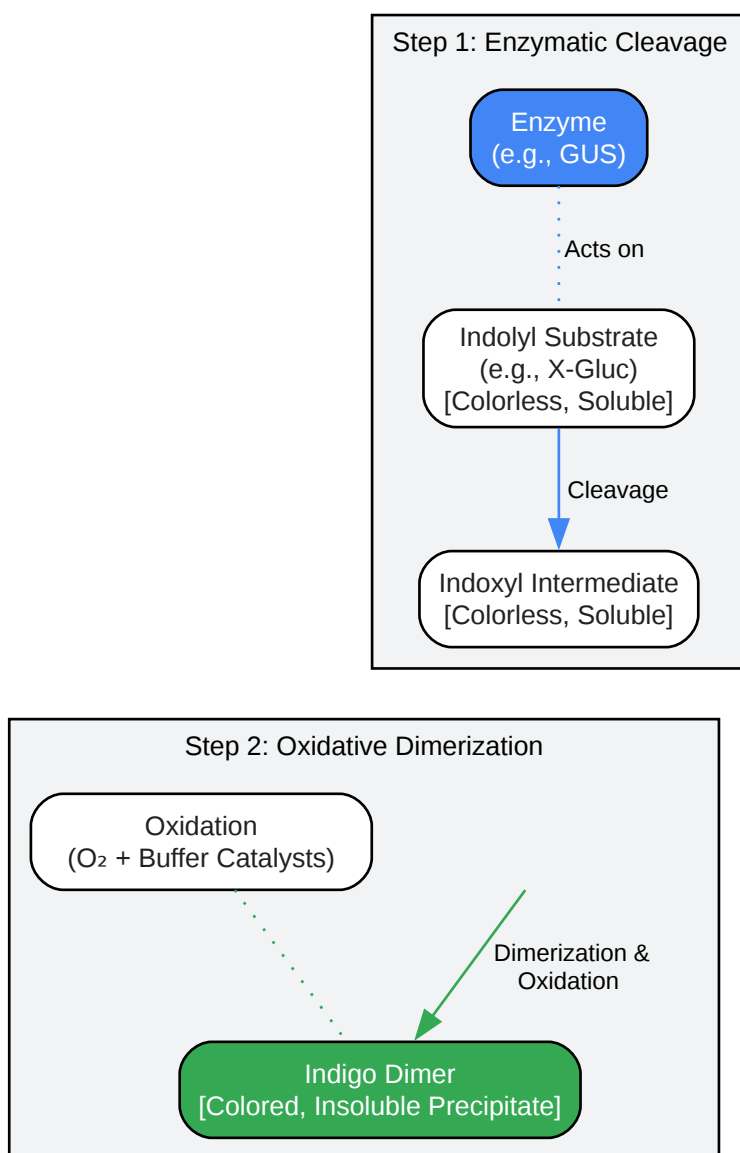 Step 1: Enzymatic Cleavage
Enzyme
(e.g., GUS)
Acts on
Indolyl Substrate
(e.g., X-Gluc)
[Colorless, Soluble]
Cleavage
Indoxyl Intermediate
[Colorless, Soluble]
Step 2: Oxidative Dimerization
Oxidation
(O₂ + Buffer Catalysts)
Dimerization &
Oxidation
Indigo Dimer
[Colored, Insoluble Precipitate]